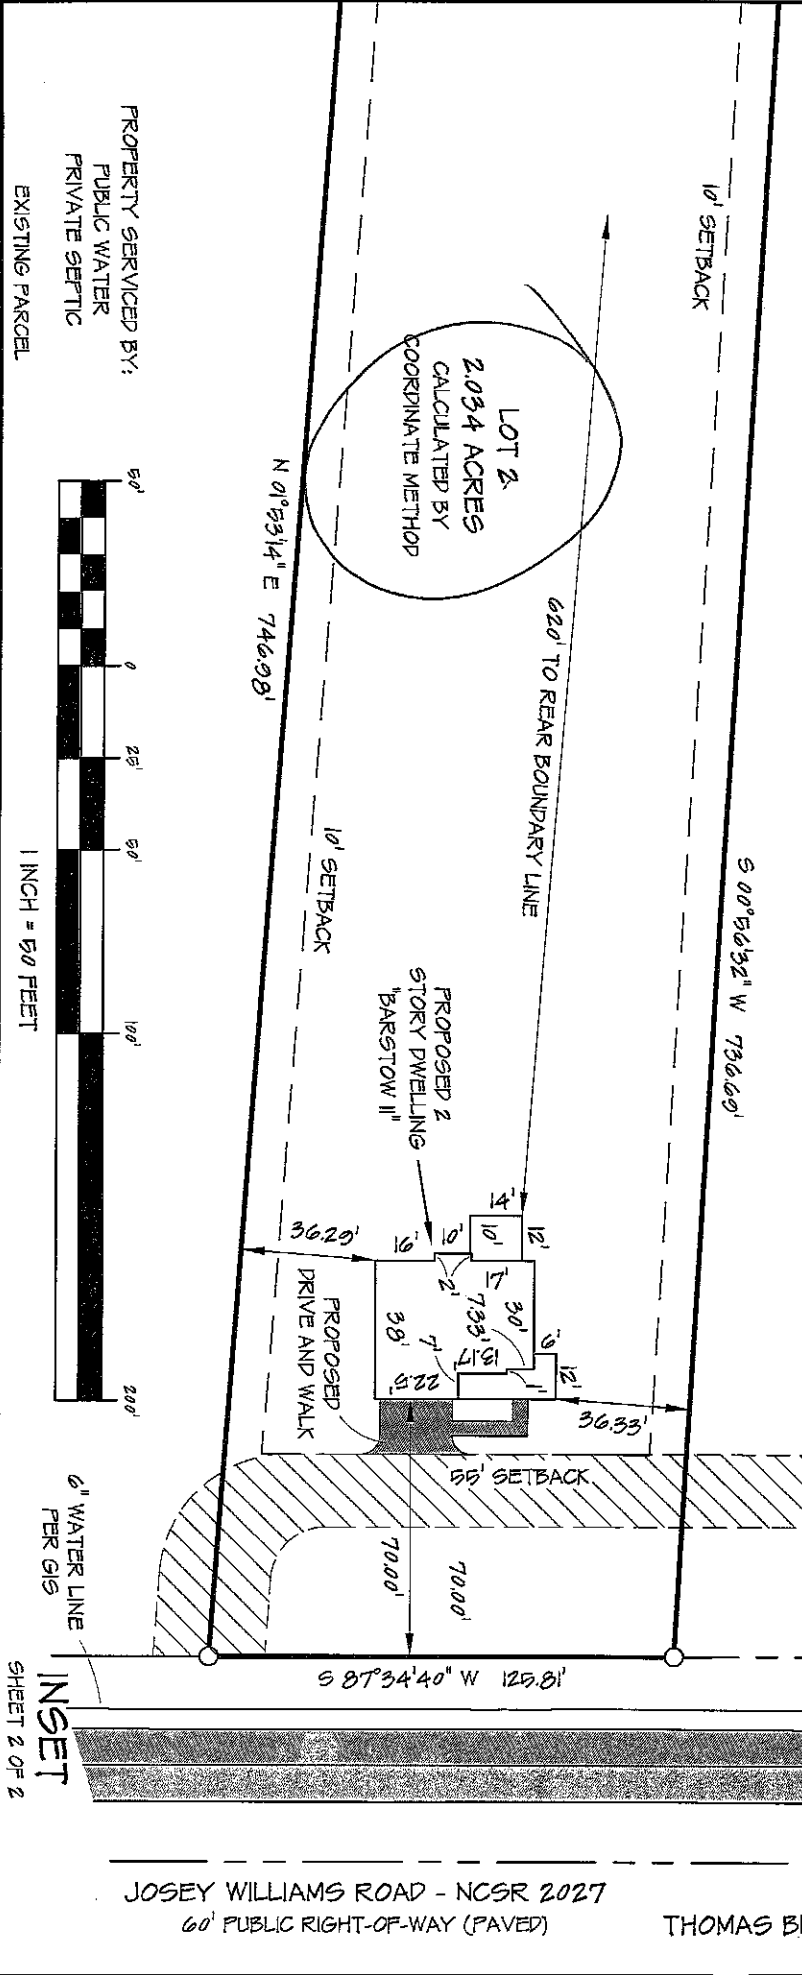 10' SETBACK
PROPERTY SERVICED BY:
PUBLIC WATER
PRIVATE SEPTIC
EXISTING PARCEL
LOT 2
2.034 ACRES
CALCULATED BY
COORDINATE METHOD
N 01°53'14" E 746.98'
620' TO REAR BOUNDARY LINE
S 00°56'32" W 736.69'
10' SETBACK
50'
0
25'
50'
100'
200'
1 INCH = 50 FEET
PROPOSED 2
STORY DWELLING
"BARSTOW II"
14'
10'
12'
16'
10'
2'
17'
30'
7.33'
38'
7'
13.17'
22.5'
6'
12'
1'
36.29'
36.33'
PROPOSED
DRIVE AND WALK
55' SETBACK
70.00'
70.00'
S 87°34'40" W 125.81'
6" WATER LINE
PER GIS
INSET
SHEET 2 OF 2
JOSEY WILLIAMS ROAD - NCSR 2027
60' PUBLIC RIGHT-OF-WAY (PAVED)
THOMAS